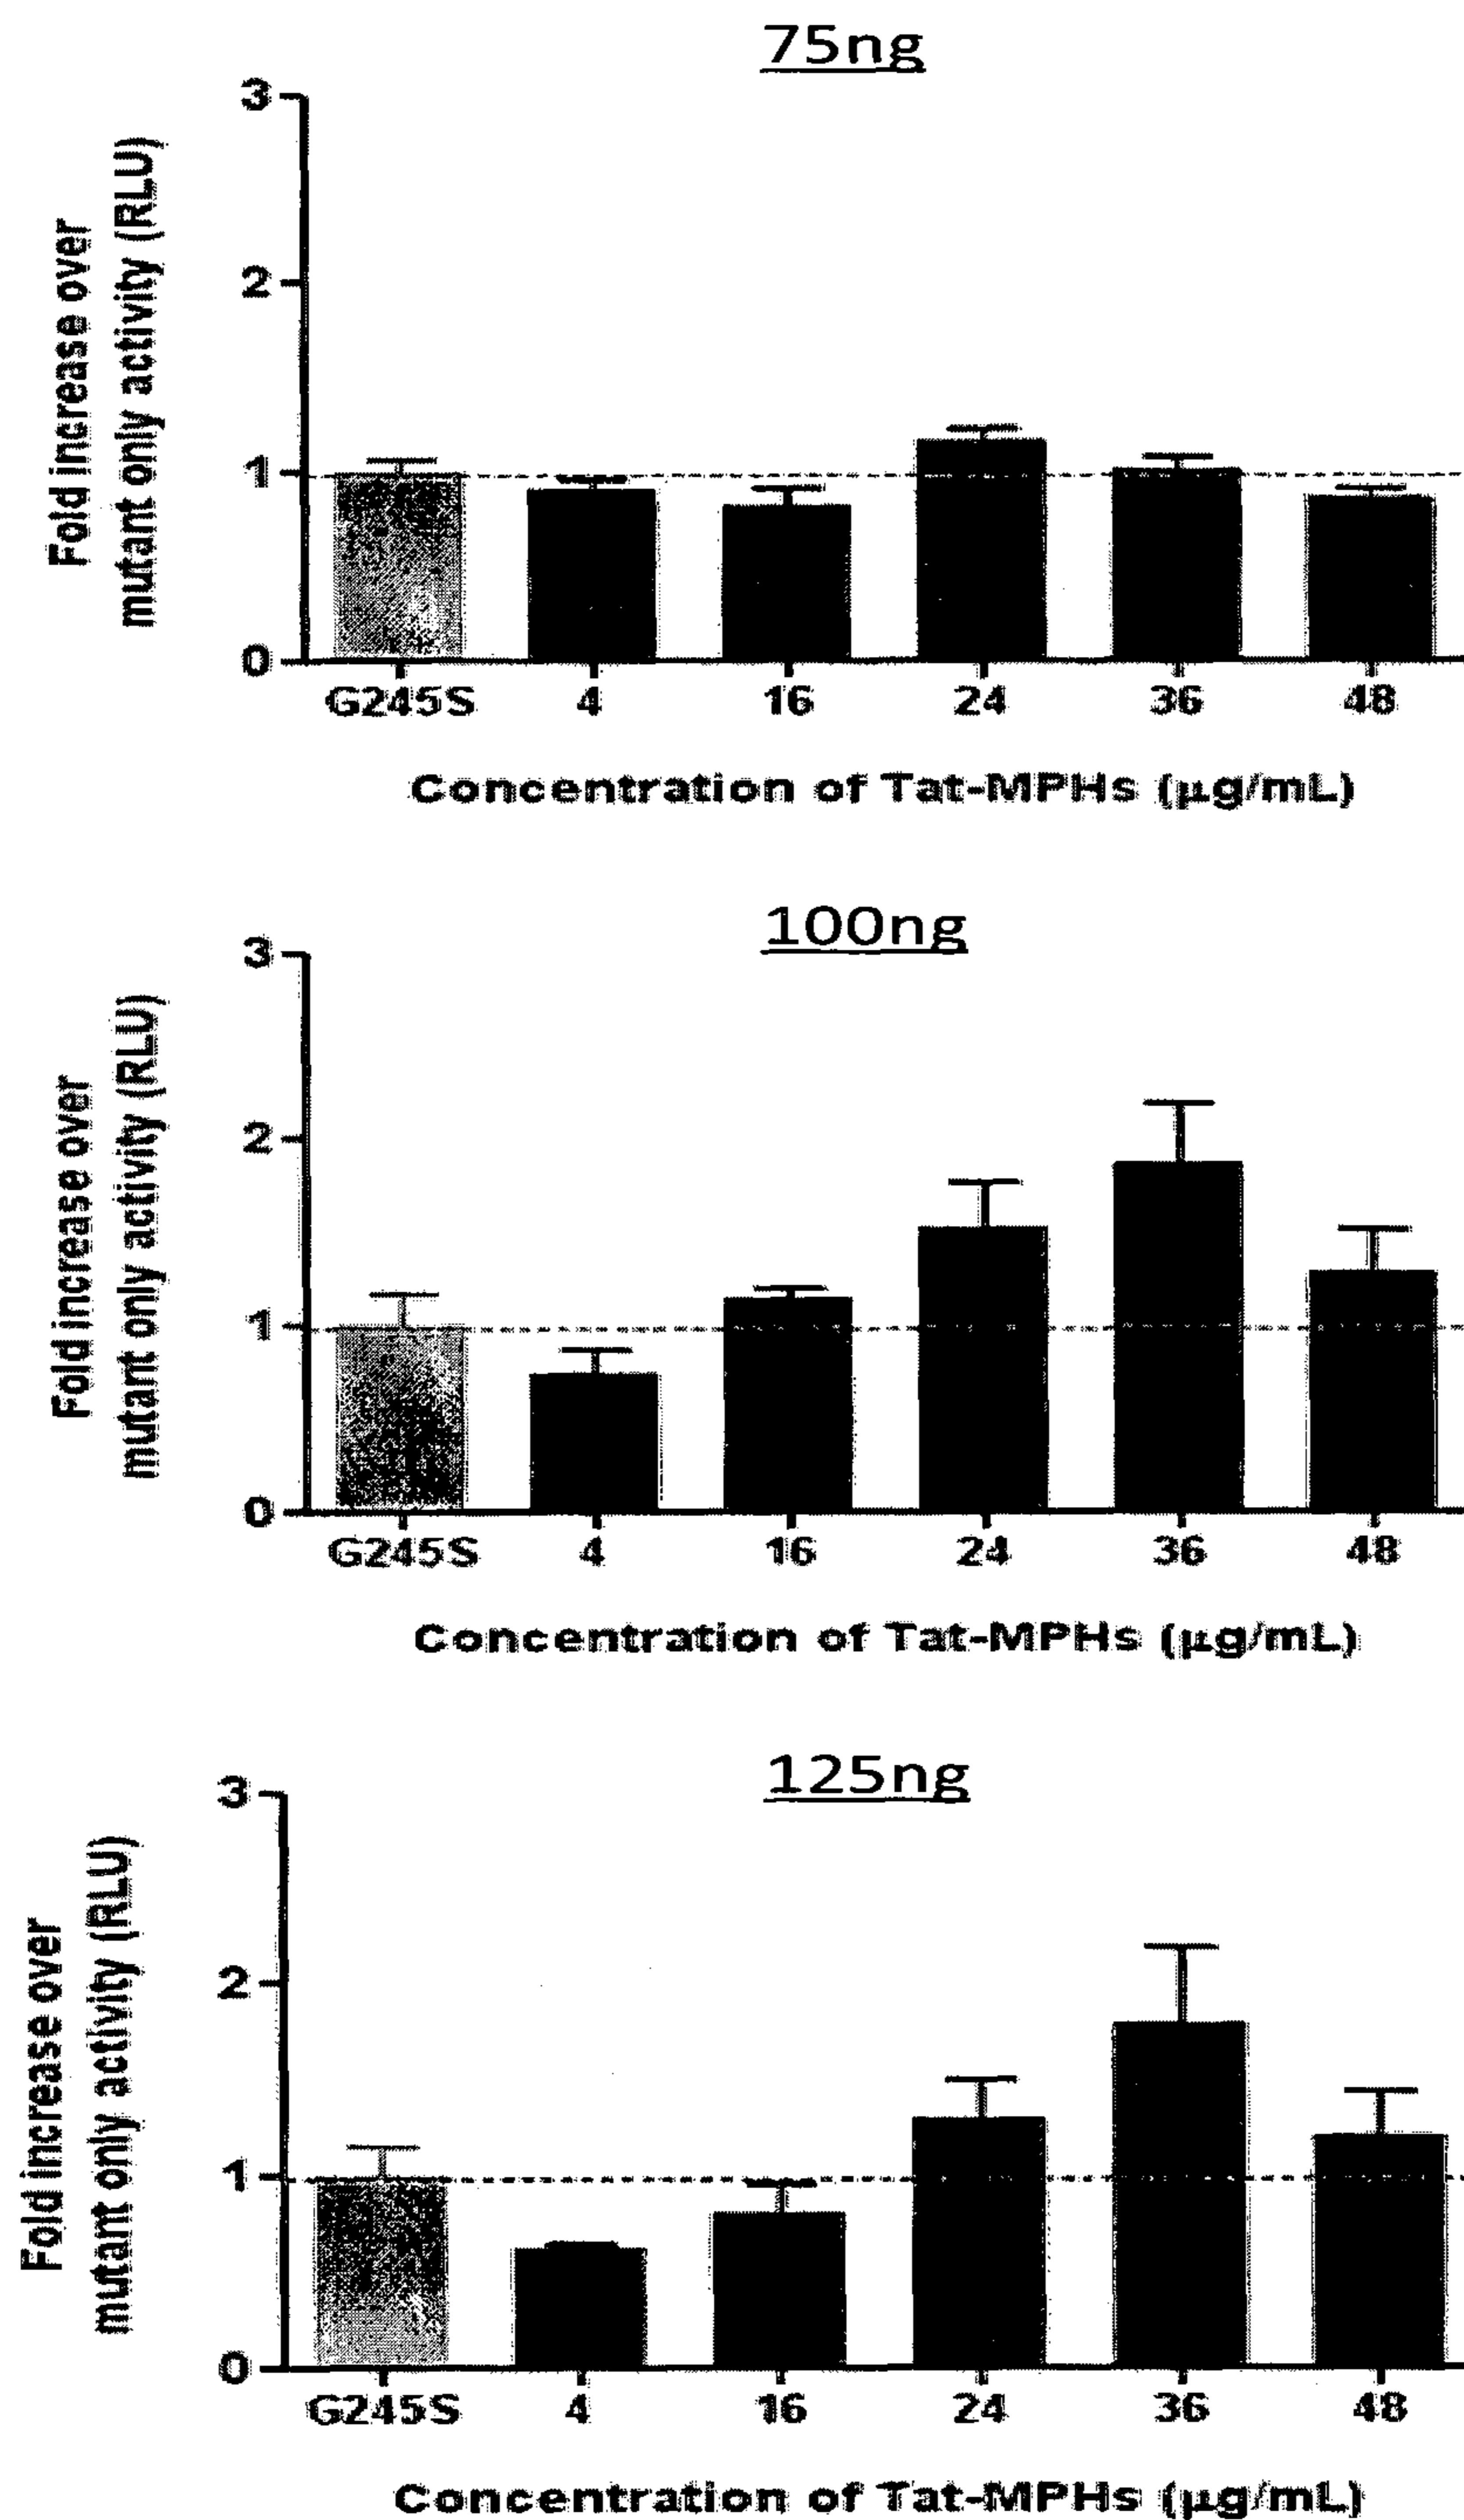 75ng
Fold increase over
mutant only activity (RLU)
3
2
1
0
G245S 4 16 24 36 48
Concentration of Tat-MPHs (µg/mL)
100ng
Fold increase over
mutant only activity (RLU)
3
2
1
0
G245S 4 16 24 36 48
Concentration of Tat-MPHs (µg/mL)
125ng
Fold increase over
mutant only activity (RLU)
3
2
1
0
G245S 4 16 24 36 48
Concentration of Tat-MPHs (µg/mL)